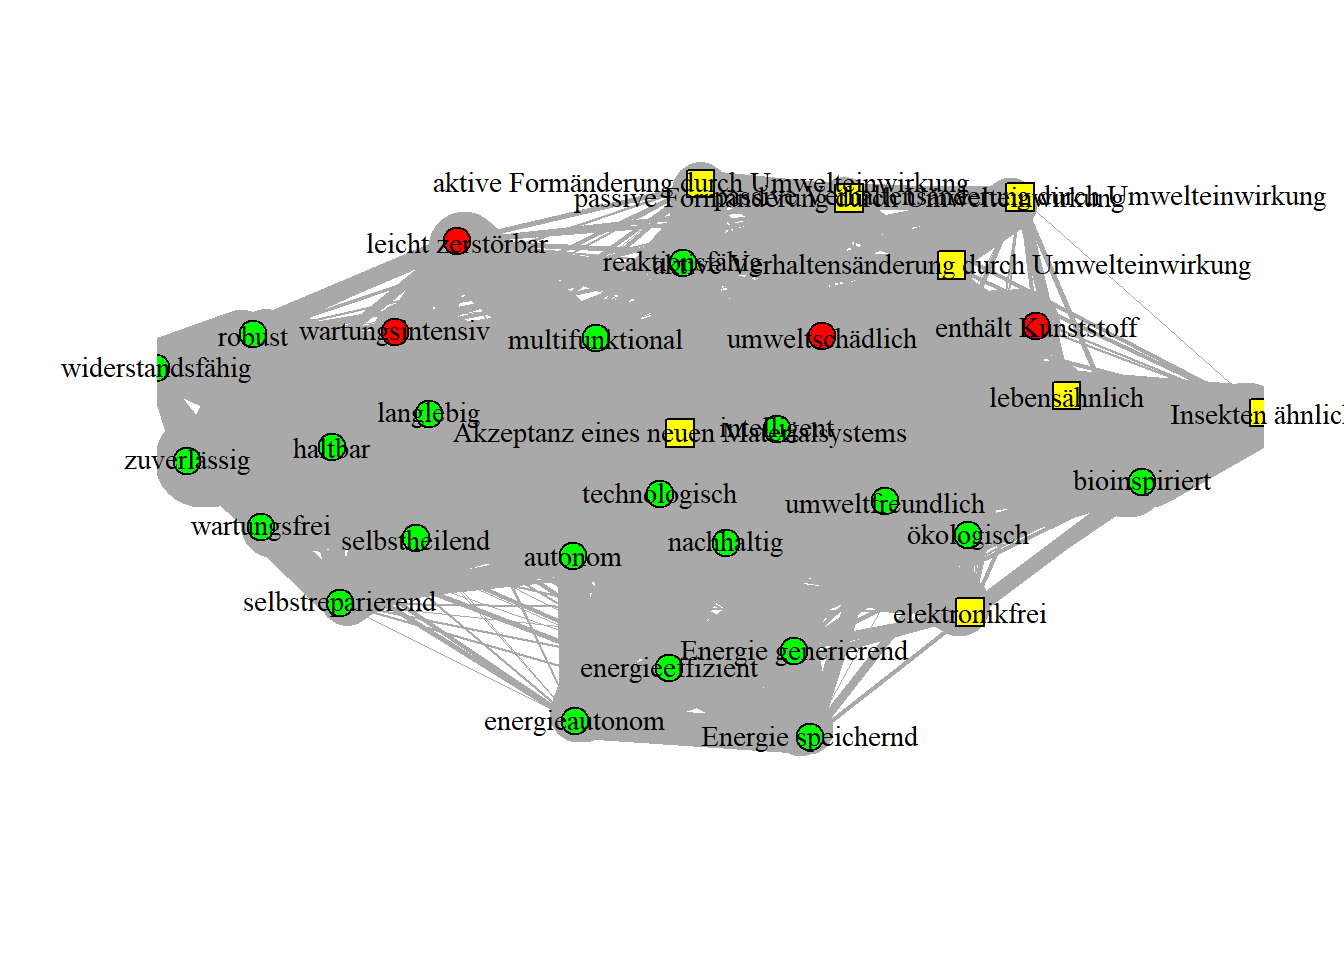 aktive Formänderung durch Umwelteinwirkung
passive Formänderung durch Umwelteinwirkung
passive Verhaltensänderung durch Umwelteinwirkung
leicht zerstörbar
reaktionsfähig
aktive Verhaltensänderung durch Umwelteinwirkung
robust
wartungsintensiv
multifunktional
umweltschädlich
enthält Kunststoff
widerstandsfähig
lebensähnlich
langlebig
Insekten ähnlic
Akzeptanz eines neuen Materialsystems
intelligent
haltbar
zuverlässig
bioinspiriert
technologisch
umweltfreundlich
wartungsfrei
selbstheilend
nachhaltig
ökologisch
autonom
selbstreparierend
elektronikfrei
Energie generierend
energieeffizient
energieautonom
Energie speichernd